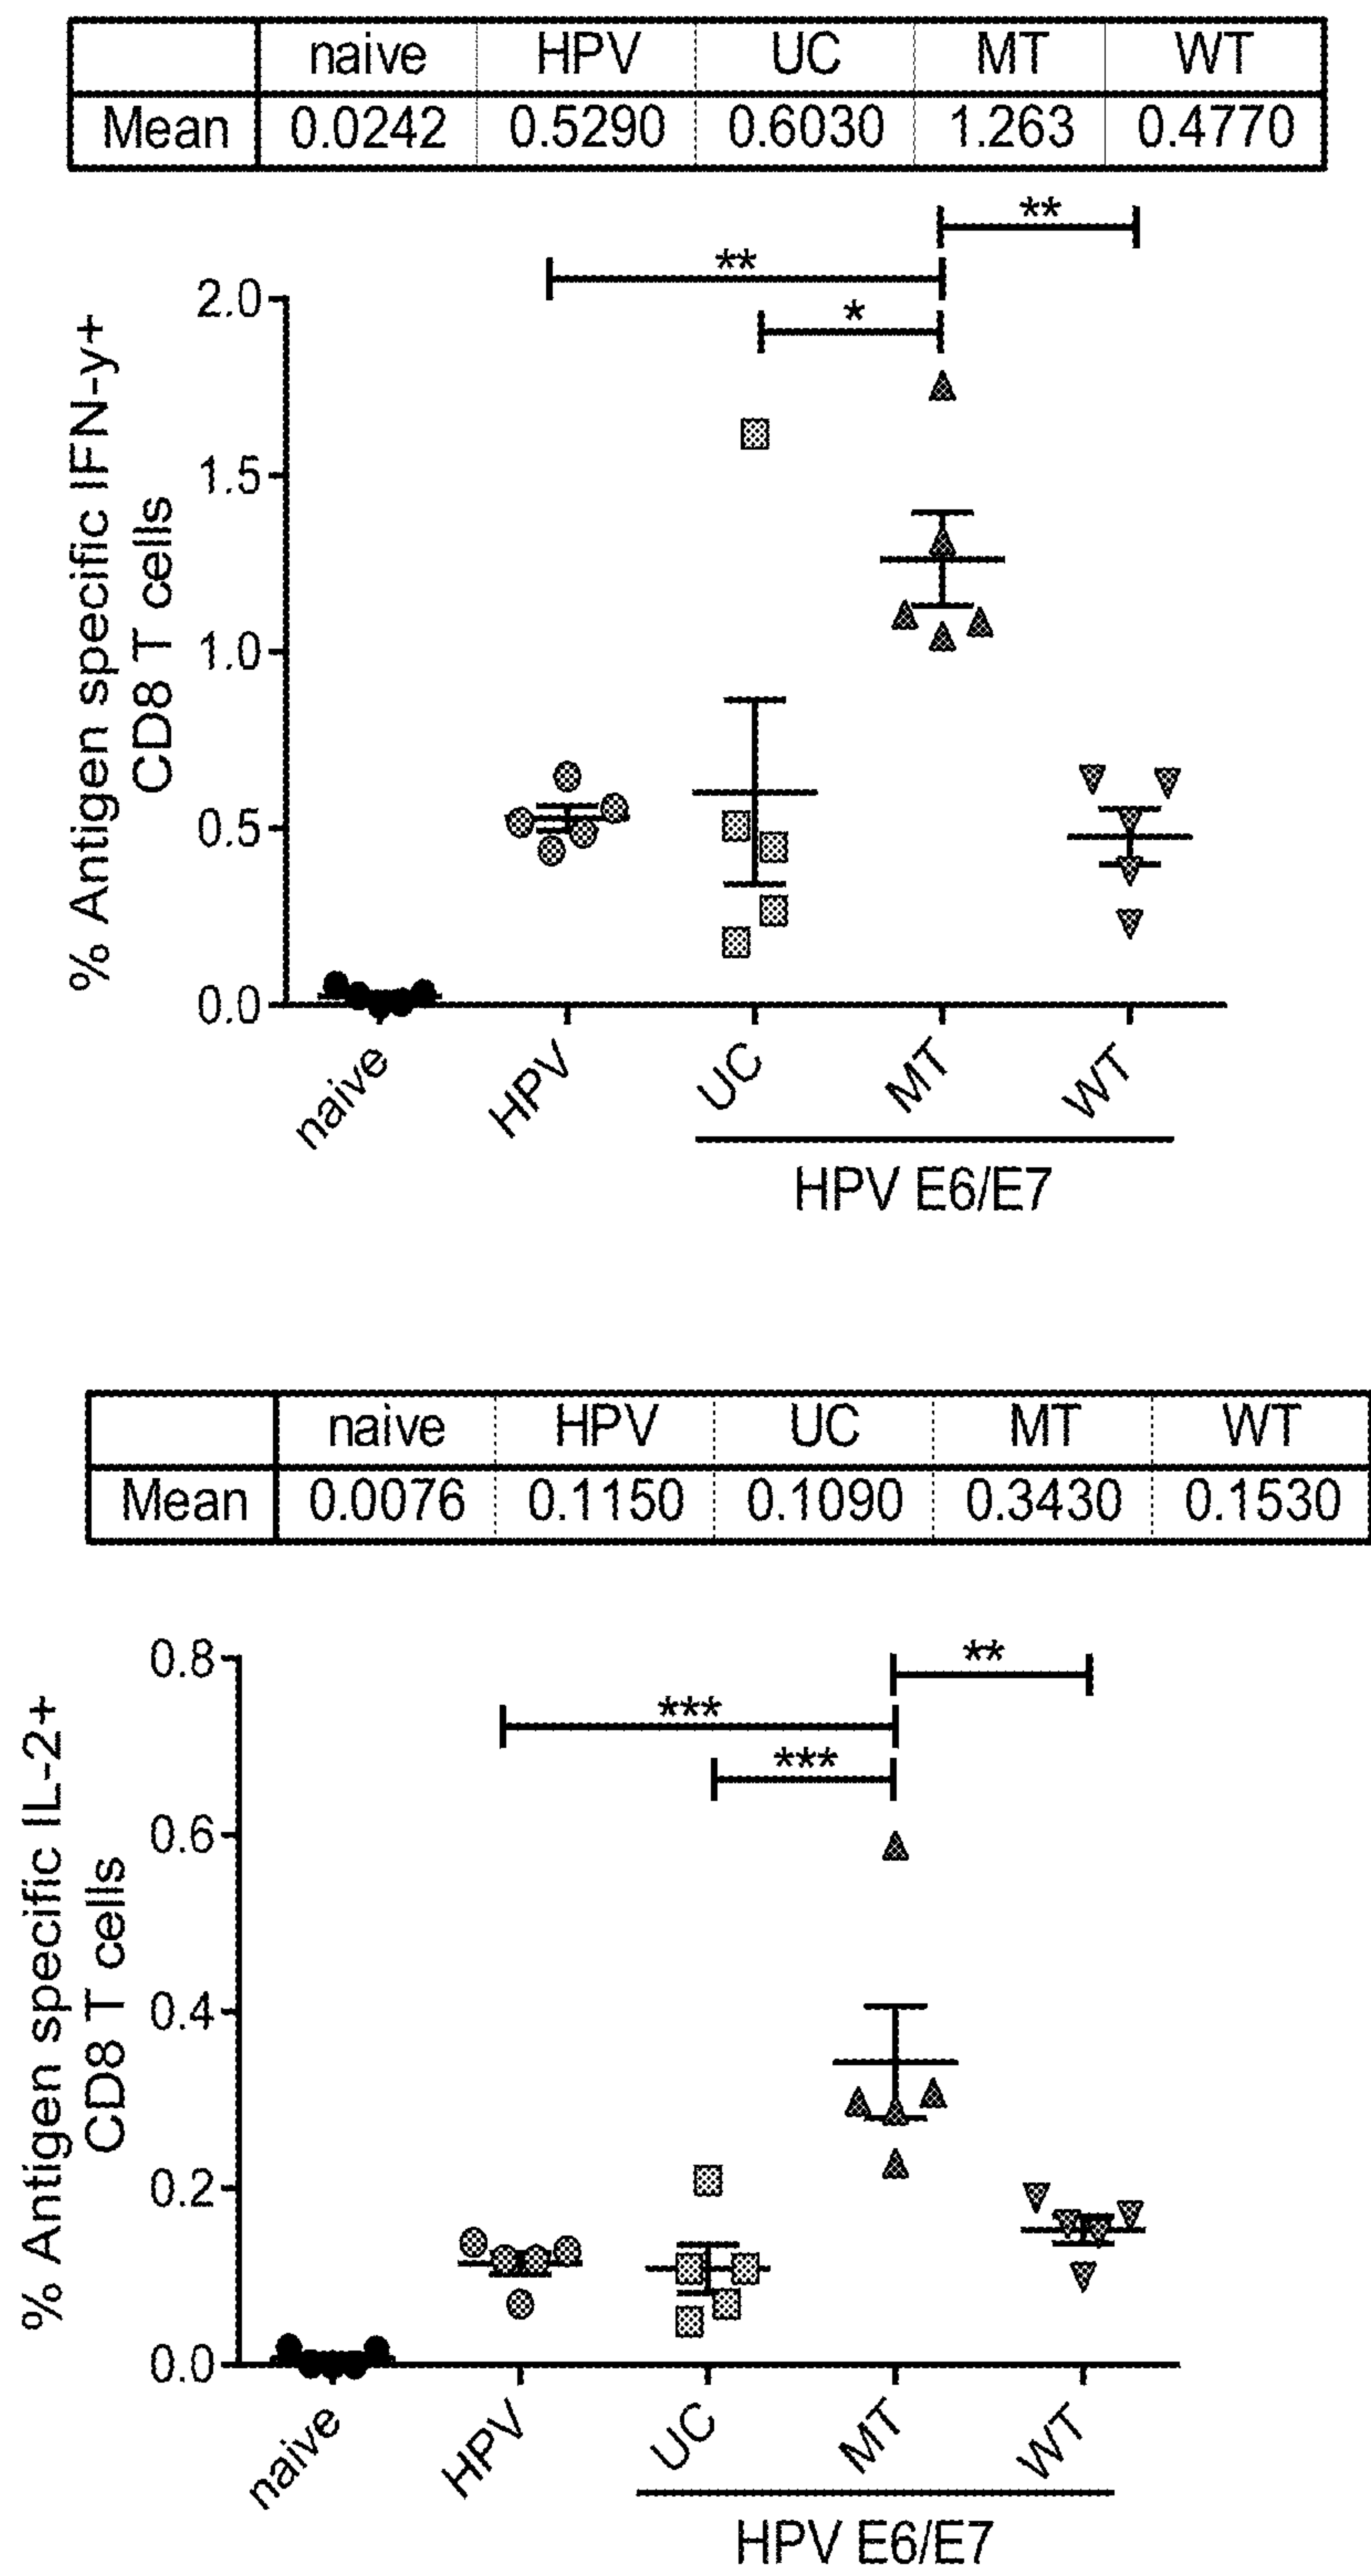 naive HPV UC MT WT
Mean 0.0242 0.5290 0.6030 1.263 0.4770
**
**
*
% Antigen specific IFN-y+
CD8 T cells
2.0
1.5
1.0
0.5
0.0
naive HPV UC MT WT
HPV E6/E7
naive HPV UC MT WT
Mean 0.0076 0.1150 0.1090 0.3430 0.1530
**
***
***
% Antigen specific IL-2+
CD8 T cells
0.8
0.6
0.4
0.2
0.0
naive HPV UC MT WT
HPV E6/E7